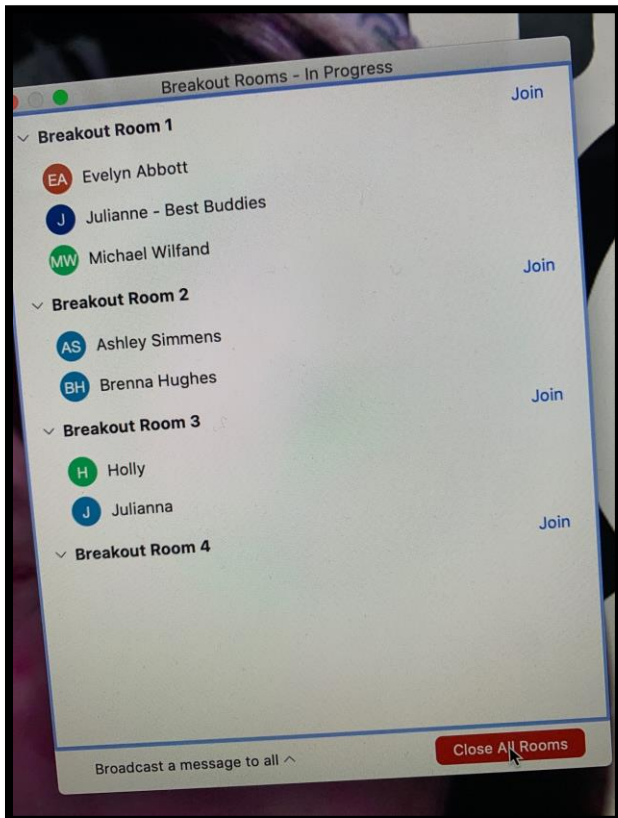 Breakout Rooms - In Progress
Breakout Room 1 Join
EA Evelyn Abbott
J Julianne - Best Buddies
MW Michael Wilfand
Breakout Room 2 Join
AS Ashley Simmens
BH Brenna Hughes
Breakout Room 3 Join
H Holly
J Julianna
Breakout Room 4 Join
Broadcast a message to all Close All Rooms